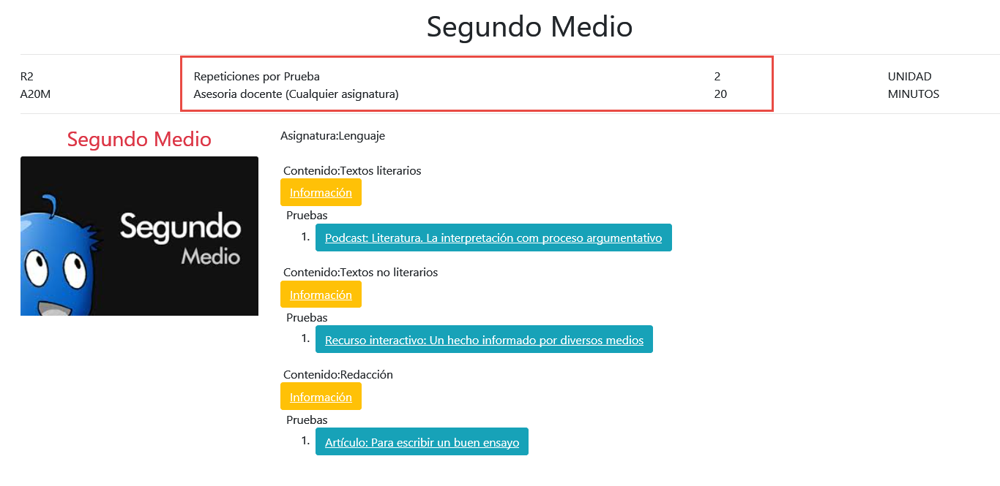 Segundo Medio
R2 Repeticiones por Prueba 2 UNIDAD
A20M Asesoria docente (Cualquier asignatura) 20 MINUTOS
Segundo Medio
Segundo
Medio
Asignatura:Lenguaje
Contenido:Textos literarios
Información
Pruebas
1. Podcast: Literatura. La interpretación com proceso argumentativo
Contenido:Textos no literarios
Información
Pruebas
1. Recurso interactivo: Un hecho informado por diversos medios
Contenido:Redacción
Información
Pruebas
1. Artículo: Para escribir un buen ensayo